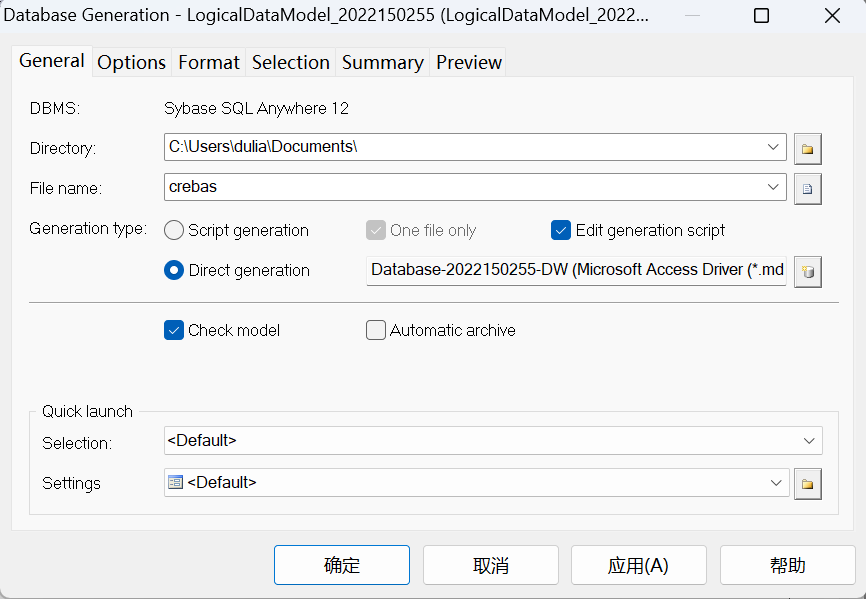 Database Generation - LogicalDataModel_2022150255 (LogicalDataModel_2022...
General Options Format Selection Summary Preview
DBMS: Sybase SQL Anywhere 12
Directory: C:\Users\dulia\Documents\
File name: crebas
Generation type: Script generation One file only Edit generation script
Direct generation Database-2022150255-DW (Microsoft Access Driver (*.md
Check model Automatic archive
Quick launch
Selection: <Default>
Settings <Default>
确定 取消 应用(A) 帮助